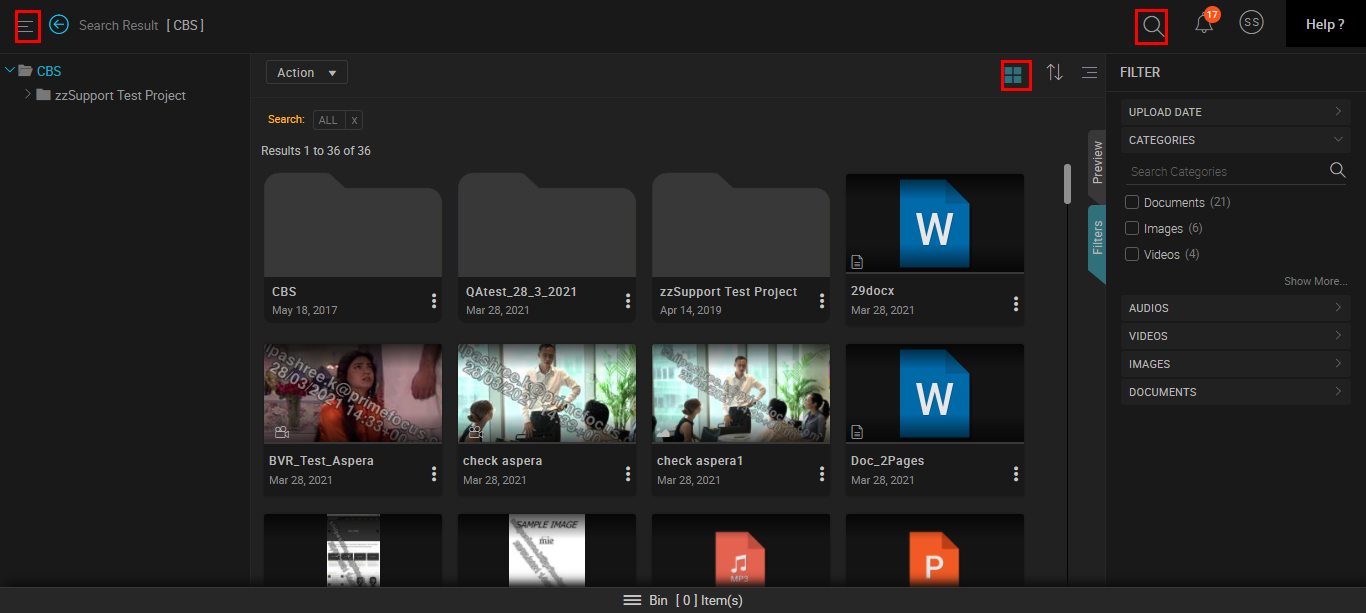 Search Result [ CBS ]
17
SS
Help ?
CBS
zzSupport Test Project
Action
FILTER
Search: ALL x
Results 1 to 36 of 36
Preview
Filters
UPLOAD DATE
CATEGORIES
Search Categories
Documents (21)
Images (6)
Videos (4)
Show More...
AUDIOS
VIDEOS
IMAGES
DOCUMENTS
W
CBS
May 18, 2017
QAtest_28_3_2021
Mar 28, 2021
zzSupport Test Project
Apr 14, 2019
29docx
Mar 28, 2021
W
BVR_Test_Aspera
Mar 28, 2021
check aspera
Mar 28, 2021
check aspera1
Mar 28, 2021
Doc_2Pages
Mar 28, 2021
SAMPLE IMAGE
MP3
P
Bin [ 0 ] Item(s)